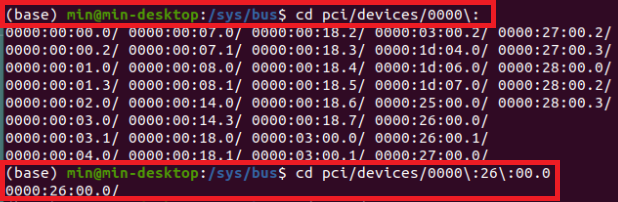 (base) min@min-desktop:/sys/bus$ cd pci/devices/0000\:
0000:00:00.0/ 0000:00:07.0/ 0000:00:18.2/ 0000:03:00.2/ 0000:27:00.2/
0000:00:00.2/ 0000:00:07.1/ 0000:00:18.3/ 0000:1d:04.0/ 0000:27:00.3/
0000:00:01.0/ 0000:00:08.0/ 0000:00:18.4/ 0000:1d:06.0/ 0000:28:00.0/
0000:00:01.3/ 0000:00:08.1/ 0000:00:18.5/ 0000:1d:07.0/ 0000:28:00.2/
0000:00:02.0/ 0000:00:14.0/ 0000:00:18.6/ 0000:25:00.0/ 0000:28:00.3/
0000:00:03.0/ 0000:00:14.3/ 0000:00:18.7/ 0000:26:00.0/
0000:00:03.1/ 0000:00:18.0/ 0000:03:00.0/ 0000:26:00.1/
0000:00:04.0/ 0000:00:18.1/ 0000:03:00.1/ 0000:27:00.0/
(base) min@min-desktop:/sys/bus$ cd pci/devices/0000\:26\:00.0
0000:26:00.0/